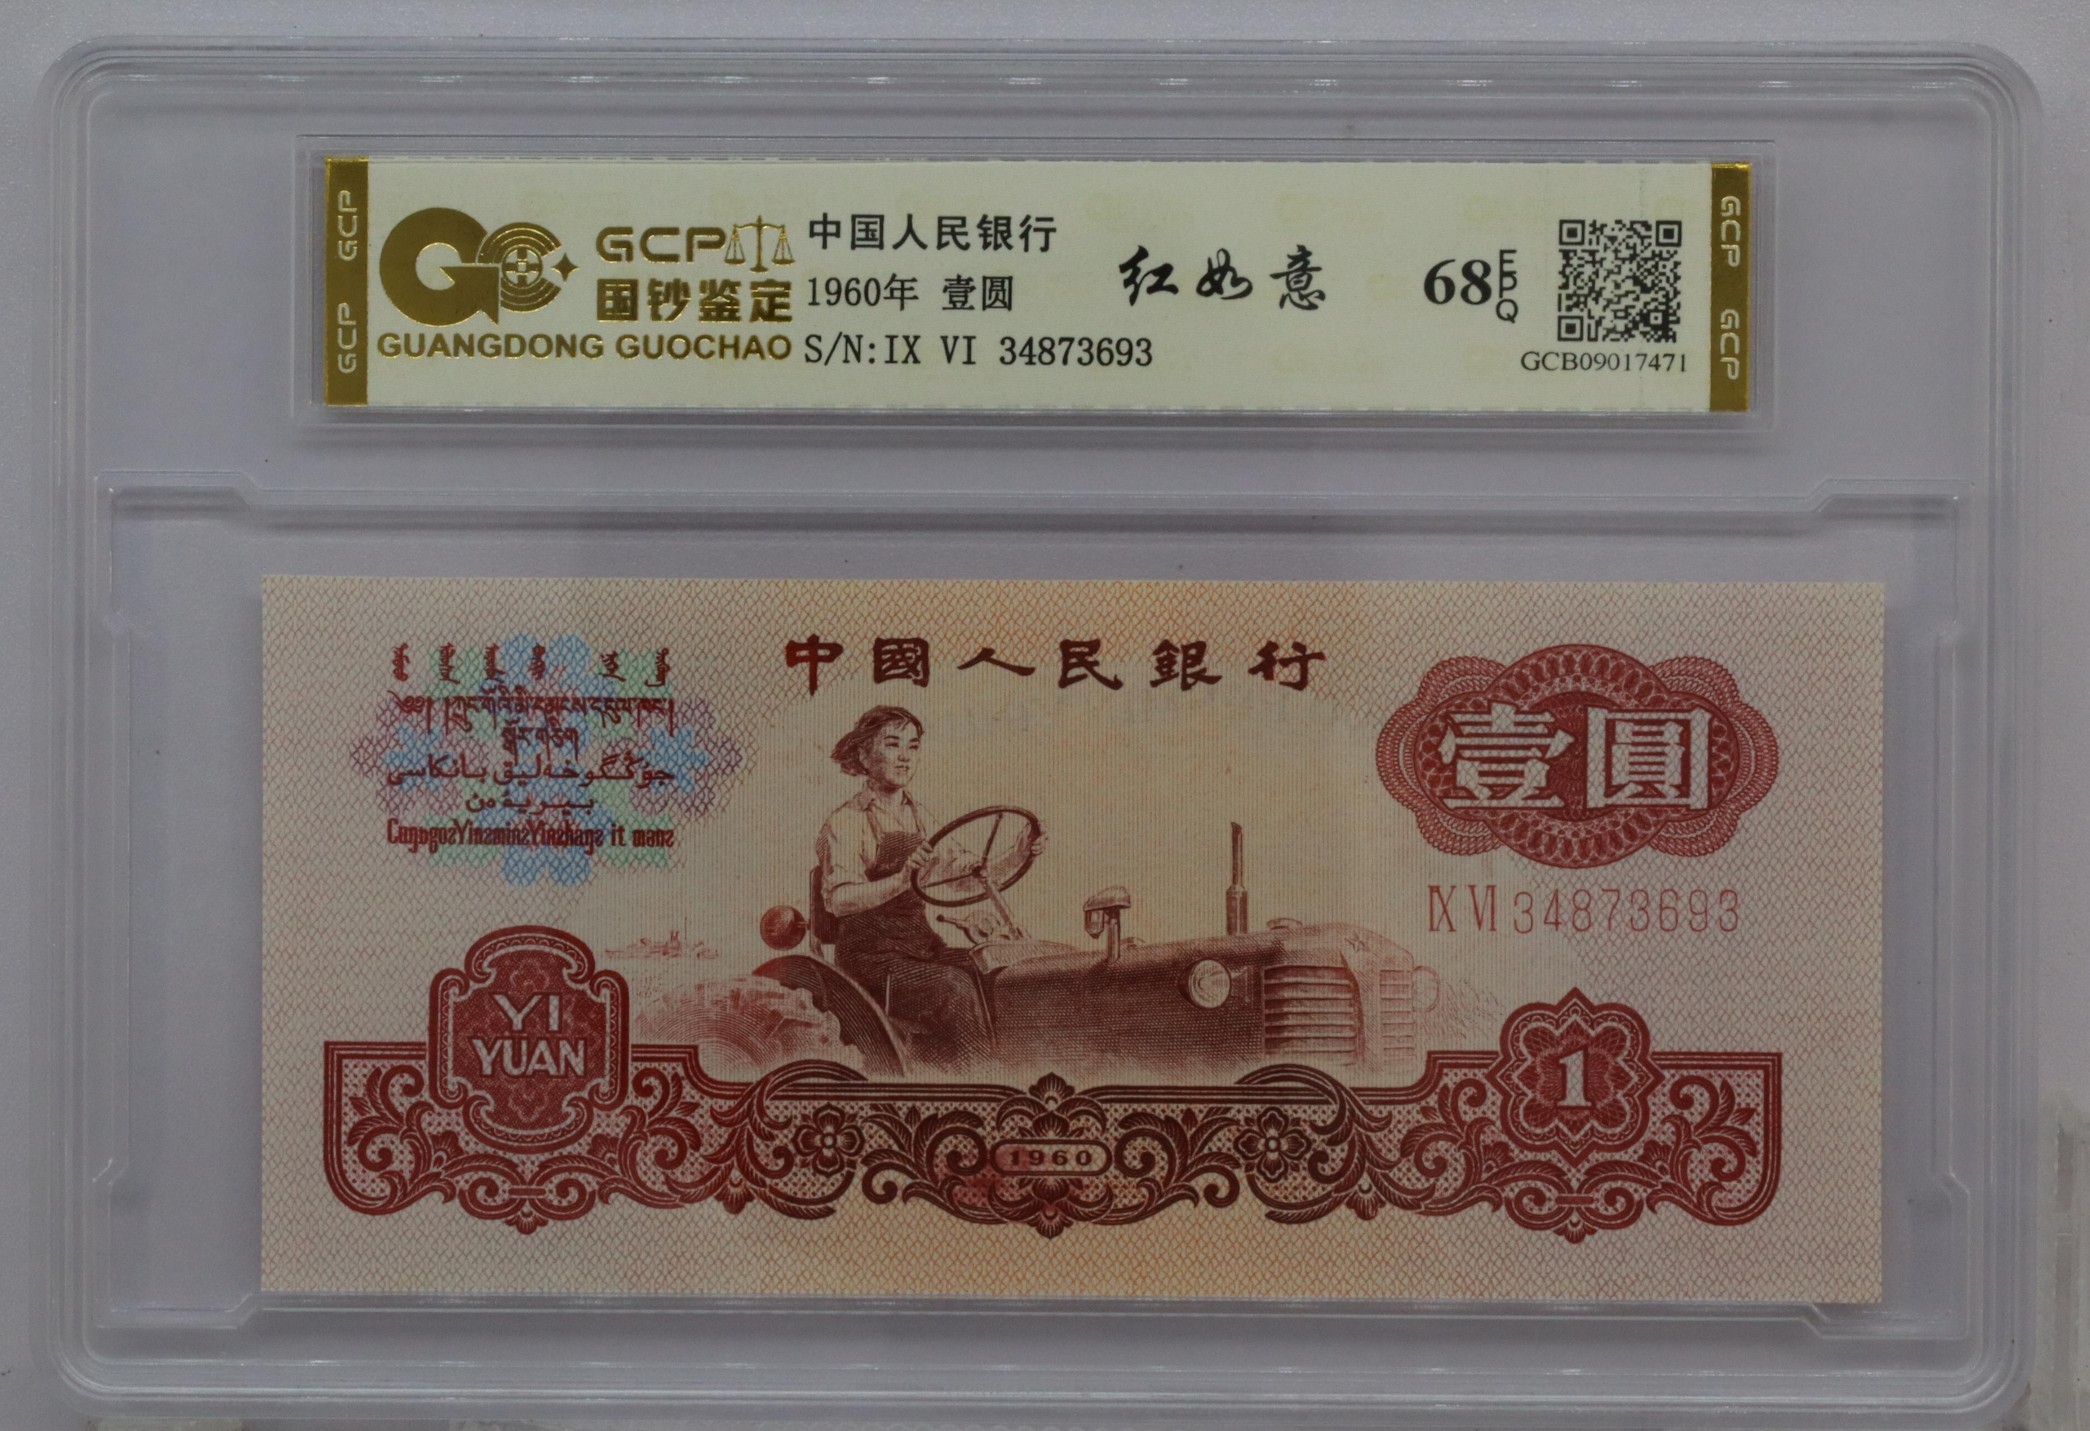 GCP
GCP
GCP
国钞鉴定
GUANGDONG GUOCHAO
中国人民银行
1960年 壹圆
S/N:IX VI 34873693
红如意
68 EPQ
GCB09017471
GCP
GCP
中國人民銀行
壹圓
IX VI 34873693
YI
YUAN
1
1960